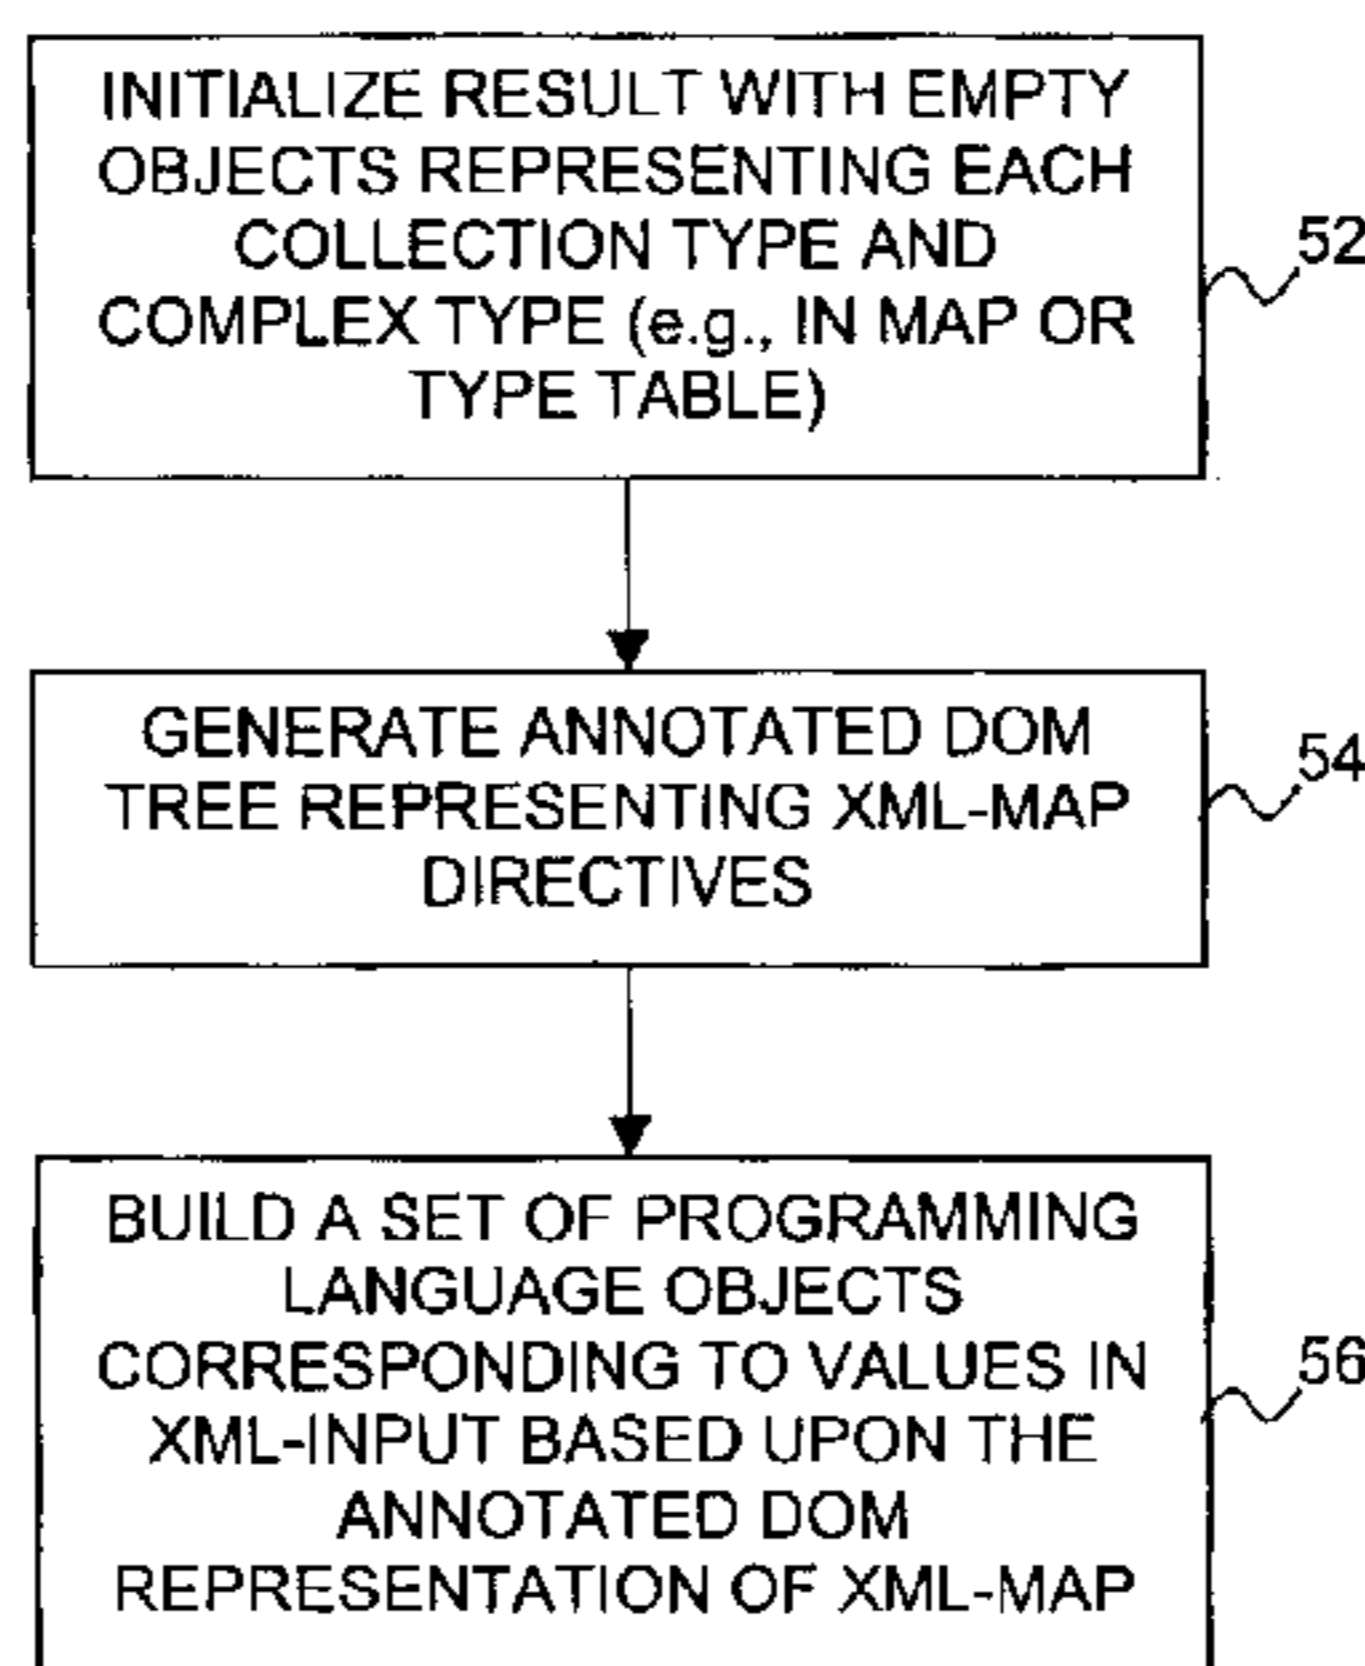 INITIALIZE RESULT WITH EMPTY
OBJECTS REPRESENTING EACH
COLLECTION TYPE AND
COMPLEX TYPE (e.g., IN MAP OR
TYPE TABLE)
52
GENERATE ANNOTATED DOM
TREE REPRESENTING XML-MAP
DIRECTIVES
54
BUILD A SET OF PROGRAMMING
LANGUAGE OBJECTS
CORRESPONDING TO VALUES IN
XML-INPUT BASED UPON THE
ANNOTATED DOM
REPRESENTATION OF XML-MAP
56